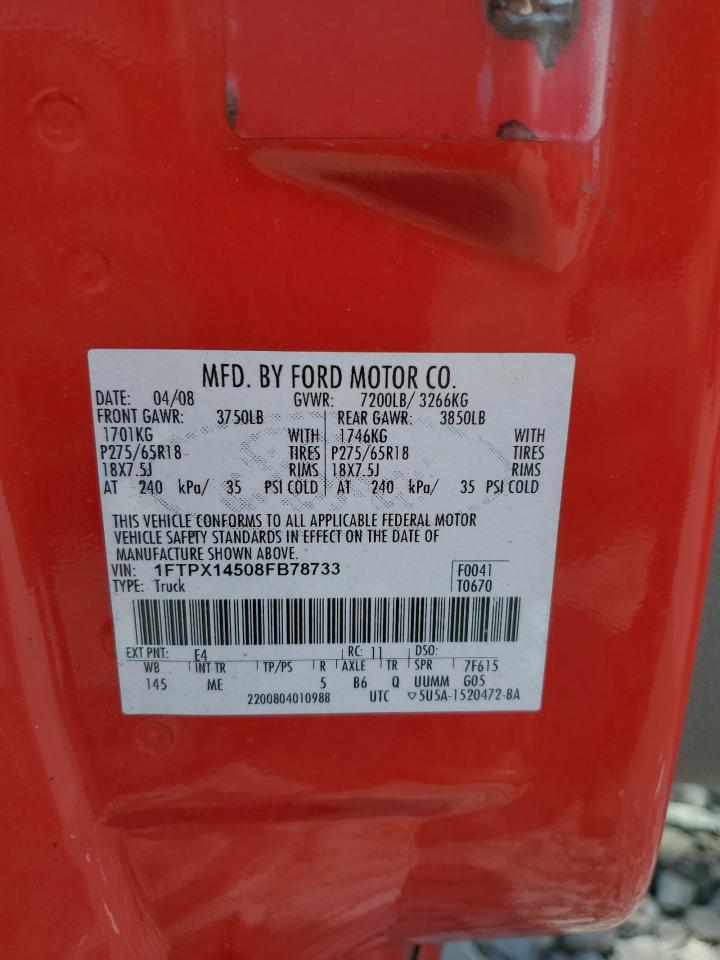 MFD. BY FORD MOTOR CO.
DATE: 04/08 GVWR: 7200LB/ 3266KG
FRONT GAWR: 3750LB REAR GAWR: 3850LB
1701KG WITH 1746KG WITH
P275/65R18 TIRES P275/65R18 TIRES
18X7.5J RIMS 18X7.5J RIMS
AT 240 kPa/ 35 PSI COLD AT 240 kPa/ 35 PSI COLD
THIS VEHICLE CONFORMS TO ALL APPLICABLE FEDERAL MOTOR
VEHICLE SAFETY STANDARDS IN EFFECT ON THE DATE OF
MANUFACTURE SHOWN ABOVE.
VIN: 1FTPX14508FB78733 F0041
TYPE: Truck T0670
EXT PNT: E4 RC: 11 DSO:
WB INT TR TP/PS R AXLE TR SPR 7F615
145 ME 5 B6 Q UUMM G05
2200804010988 UTC ▽5U5A-1520472-BA